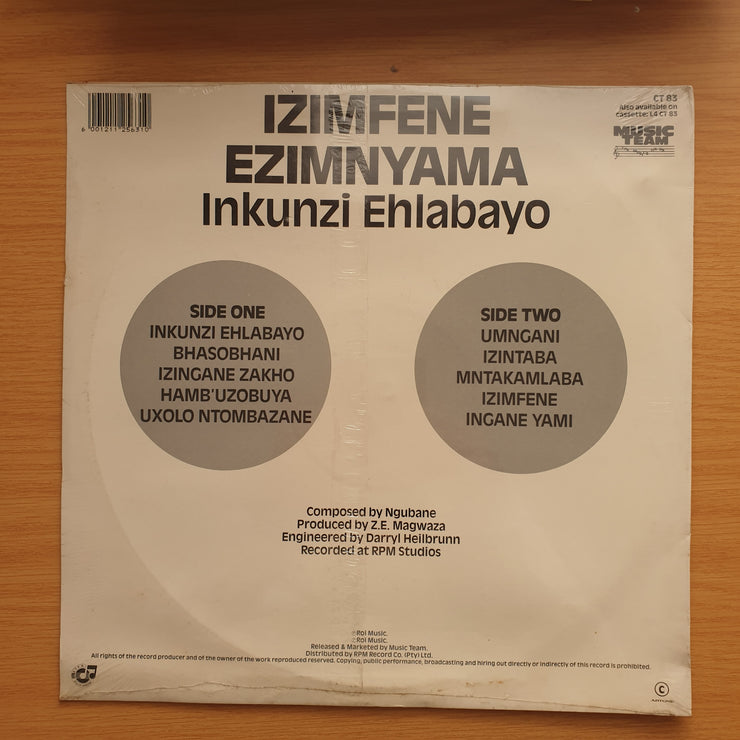 6 001211 256310
IZIMFENE
EZIMNYAMA
Inkunzi Ehlabayo
CT 83
Also available on
cassette: L4 CT 83
MUSIC
TEAM
SIDE ONE
INKUNZI EHLABAYO
BHASOBHANI
IZINGANE ZAKHO
HAMB'UZOBUYA
UXOLO NTOMBAZANE
SIDE TWO
UMNGANI
IZINTABA
MNTAKAMLABA
IZIMFENE
INGANE YAMI
Composed by Ngubane
Produced by Z.E. Magwaza
Engineered by Darryl Heilbrunn
Recorded at RPM Studios
Roi Music.
Roi Music.
Released & Marketed by Music Team.
Distributed by RPM Record Co. (Pty) Ltd.
All rights of the record producer and of the owner of the work reproduced reserved. Copying, public performance, broadcasting and hiring out directly or indirectly of this record is prohibited.
C